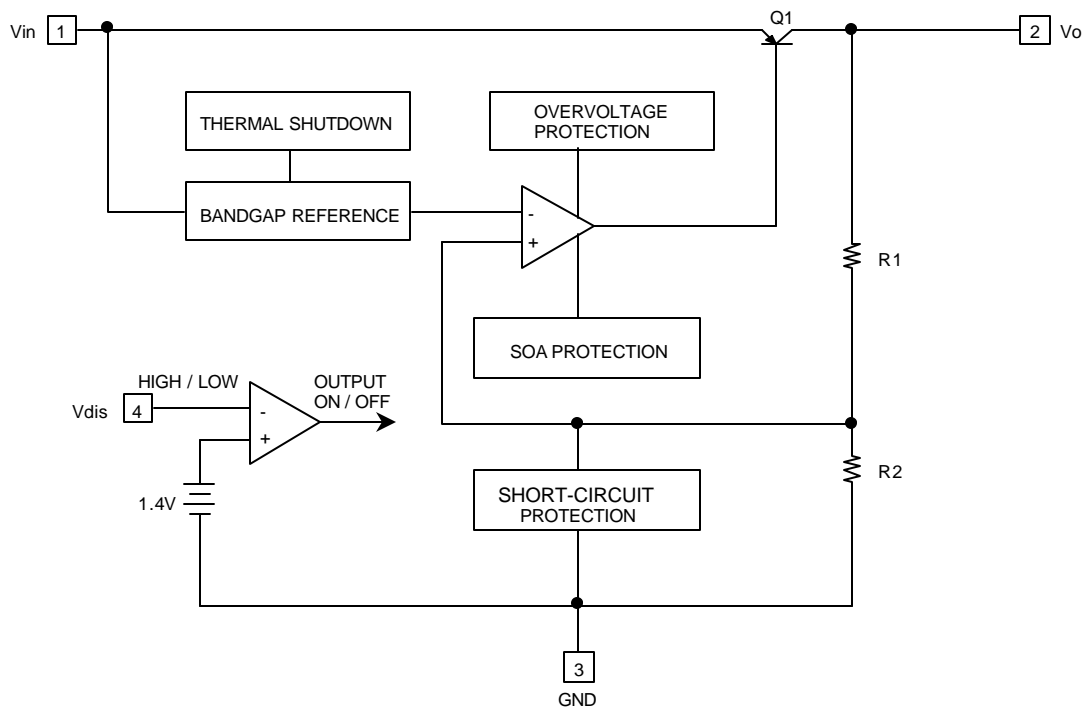 Q1
Vin 1
2 Vo
THERMAL SHUTDOWN
OVERVOLTAGE
PROTECTION
BANDGAP REFERENCE
-
+
R1
SOA PROTECTION
HIGH / LOW
OUTPUT
ON / OFF
Vdis 4
-
+
R2
1.4V
SHORT-CIRCUIT
PROTECTION
3
GND